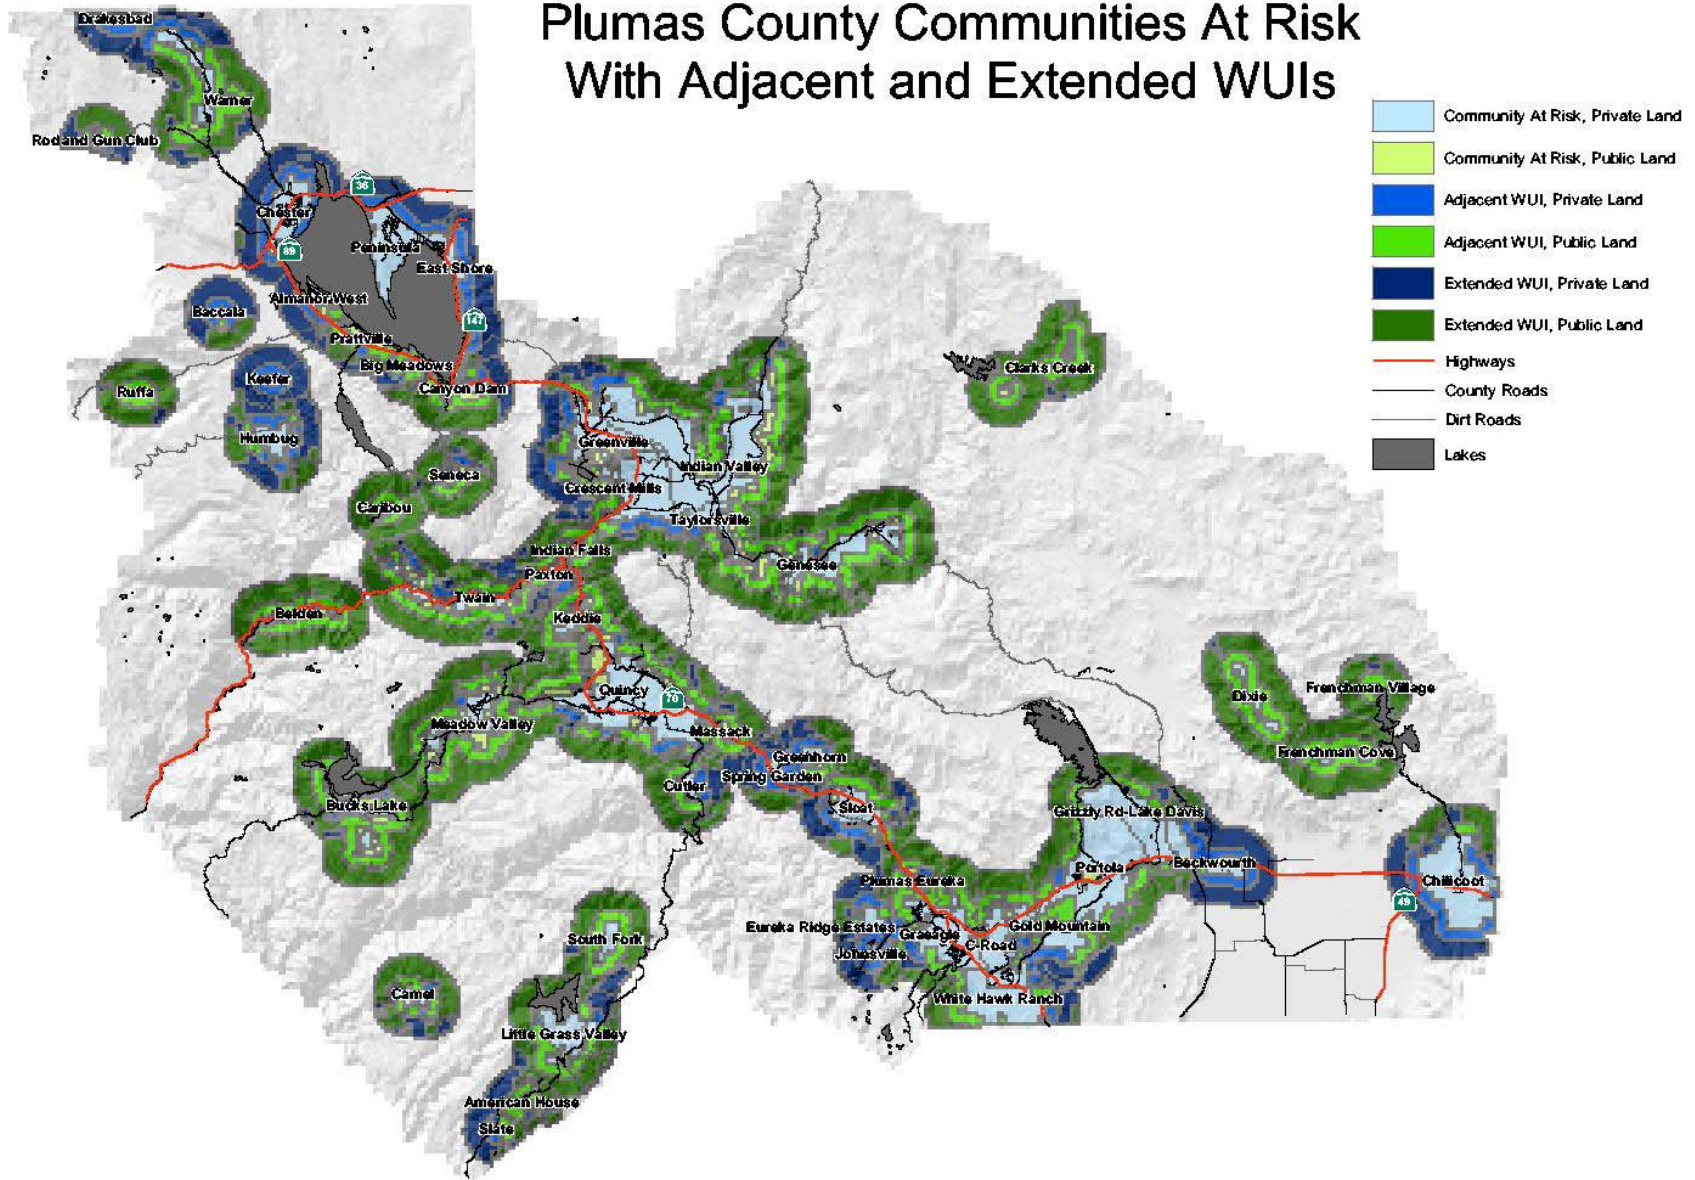 Plumas County Communities At Risk
With Adjacent and Extended WUIs
Community At Risk, Private Land
Community At Risk, Public Land
Adjacent WUI, Private Land
Adjacent WUI, Public Land
Extended WUI, Private Land
Extended WUI, Public Land
Highways
County Roads
Dirt Roads
Lakes
Drakesbad
Warner
Rod and Gun Club
36
Chester
89
Peninsula
East Shore
Almanor West
Baccala
147
Prattville
Big Meadows
Keefer
Ruffa
Canyon Dam
Clarks Creek
Humbug
Greenville
Indian Valley
Seneca
Crescent Mills
Caribou
Taylorsville
Indian Falls
Genesee
Paxton
Twain
Belden
Keddie
Quincy
70
Dixie
Frenchman Village
Meadow Valley
Massack
Frenchman Cove
Greenhorn
Spring Garden
Cutler
Bucks Lake
Sloat
Grizzly Rd-Lake Davis
Beckwourth
Portola
Plumas Eureka
Chilicoot
49
Eureka Ridge Estates
Graeagle
Gold Mountain
South Fork
C-Road
Johnsville
Camel
White Hawk Ranch
Little Grass Valley
American House
Slate